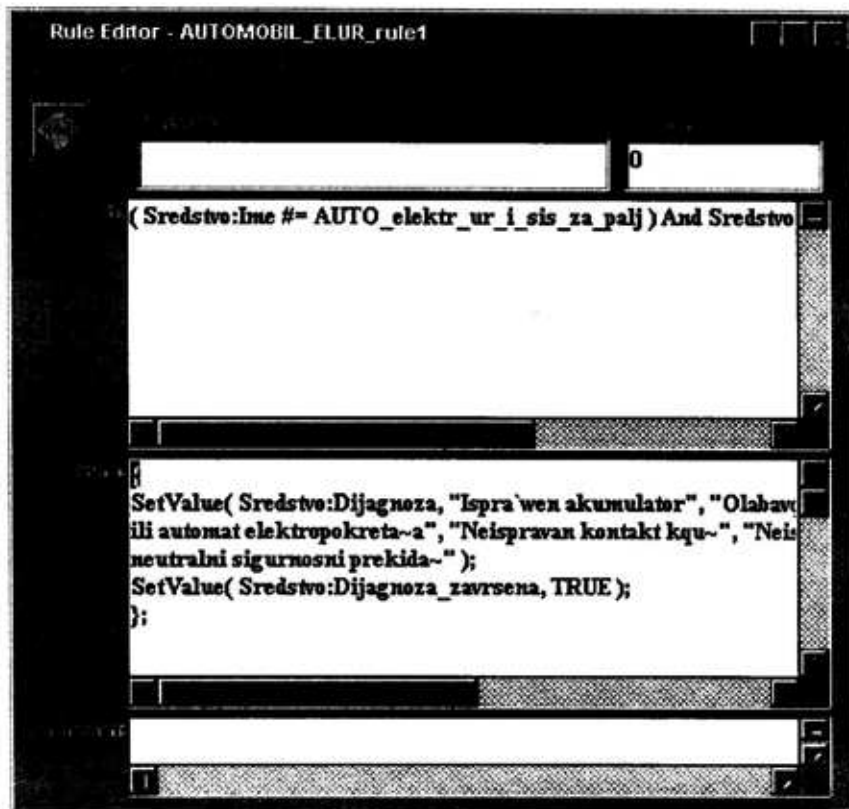 Rule Editor - AUTOMOBIL_ELUR_rule1
0
( Sredstvo:Ime #= AUTO_elektr_ur_i_sis_za_palj ) And Sredstvo
{
SetValue( Sredstvo:Dijagnoza, "Ispra`wen akumulator", "Olabav
ili automat elektropokreta~a", "Neispravan kontakt kqu~", "Neis
neutralni sigurnosni prekida~" );
SetValue( Sredstvo:Dijagnoza_zavrsena, TRUE );
};